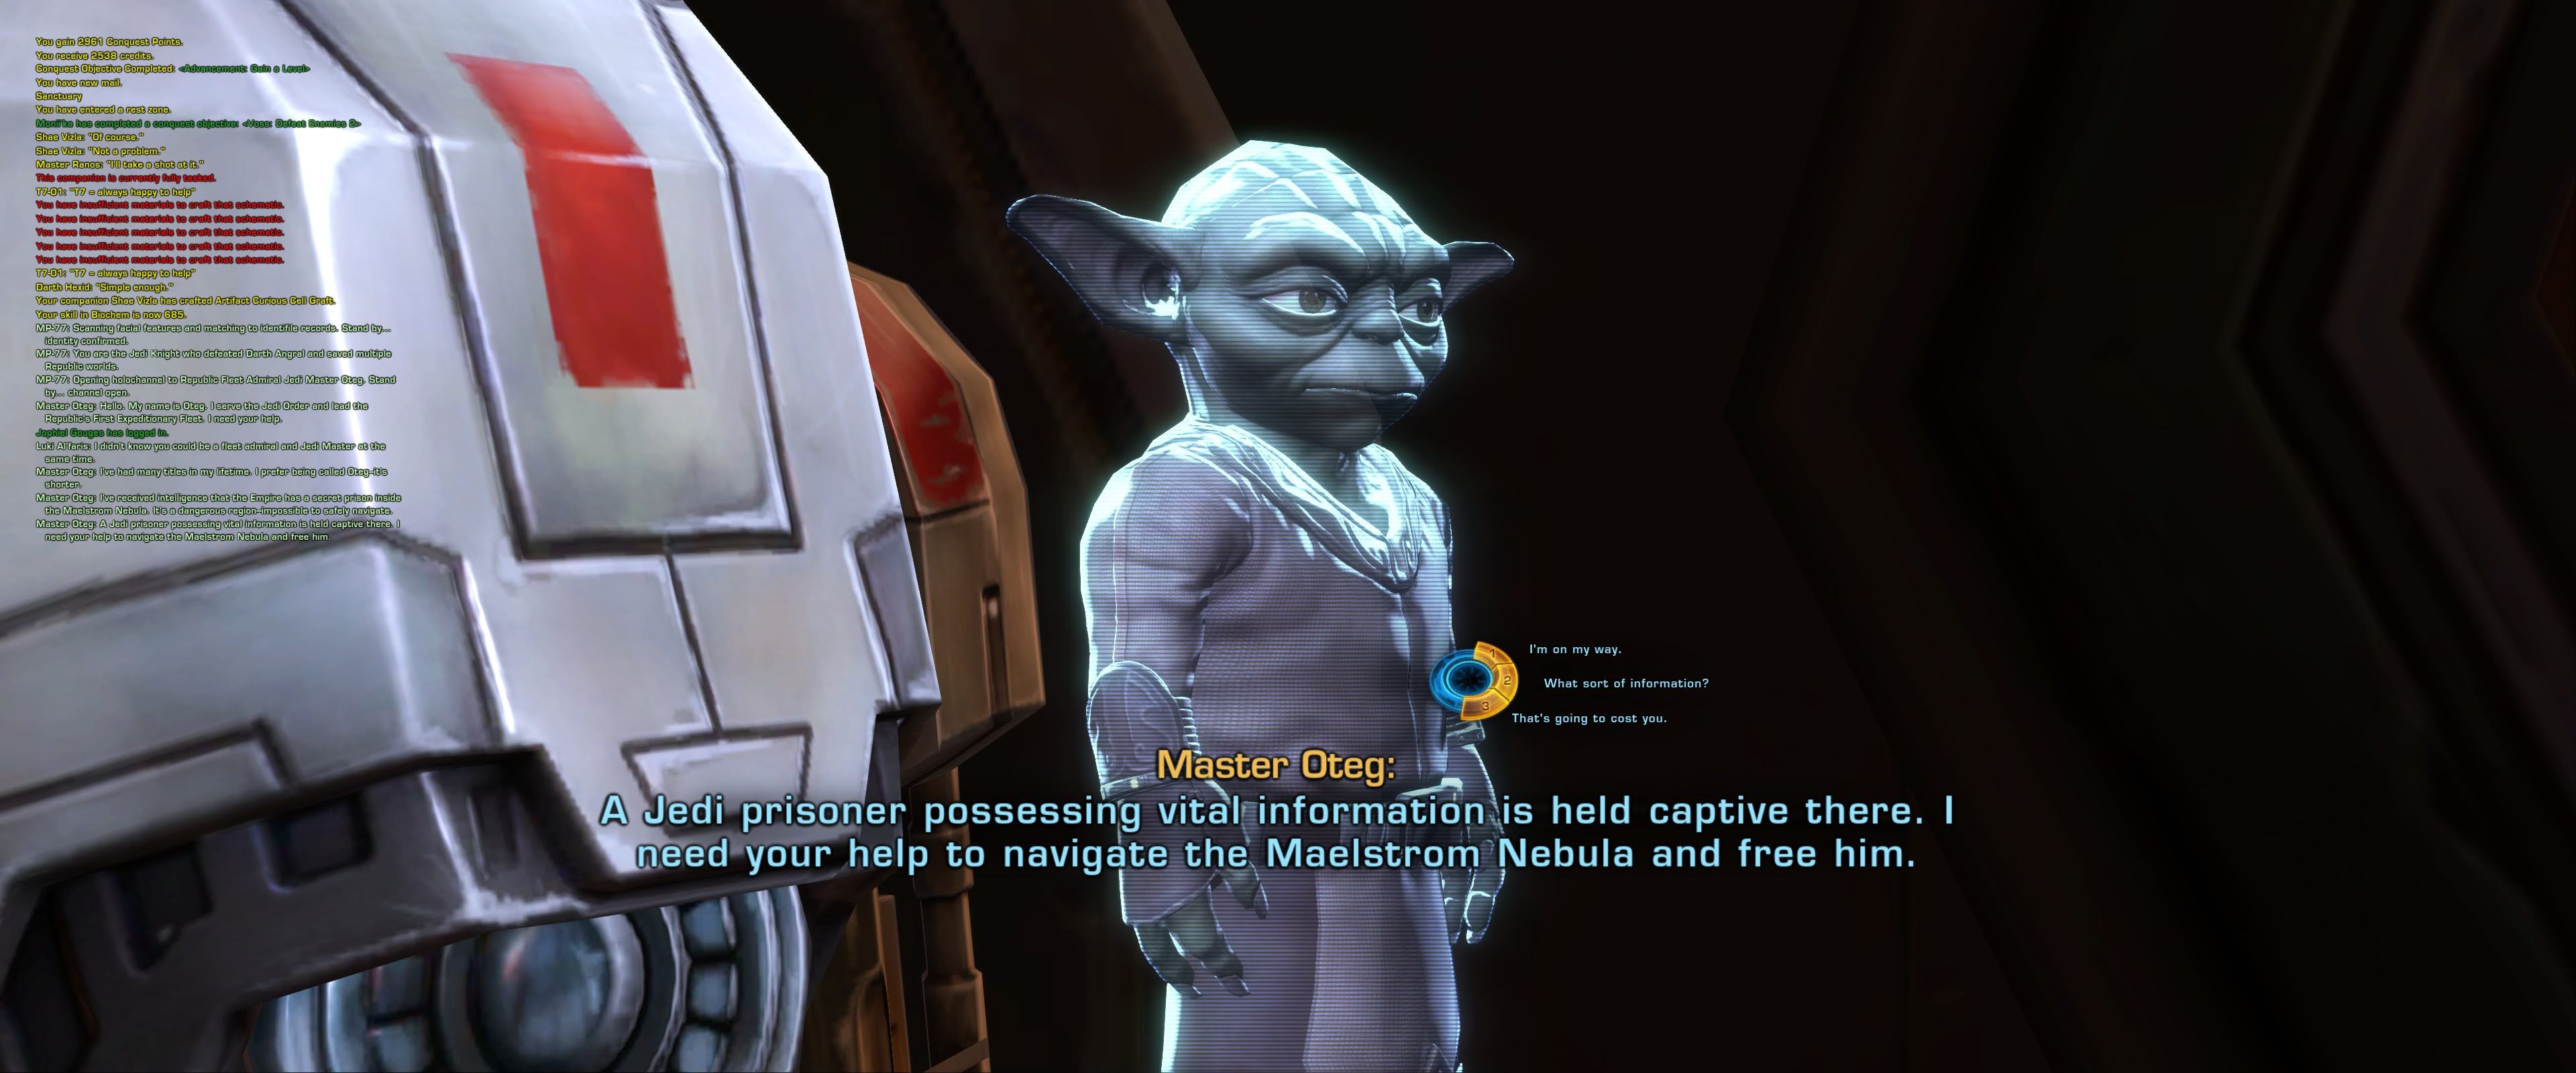 You gain 2961 Conquest Points.
You receive 2538 credits.
Conquest Objective Completed: <Advancement: Gain a Level>
You have new mail.
Sanctuary
You have entered a rest zone.
Monii'ka has completed a conquest objective: <Voss: Defeat Enemies 2>
Shae Vizla: "Of course."
Shae Vizla: "Not a problem."
Master Ranos: "I'll take a shot at it."
This companion is currently fully tasked.
T7-O1: "T7 = always happy to help"
You have insufficient materials to craft that schematic.
You have insufficient materials to craft that schematic.
You have insufficient materials to craft that schematic.
You have insufficient materials to craft that schematic.
You have insufficient materials to craft that schematic.
T7-O1: "T7 = always happy to help"
Darth Hexid: "Simple enough."
Your companion Shae Vizla has crafted Artifact Curious Cell Graft.
Your skill in Biochem is now 685.
MP-77: Scanning facial features and matching to identifile records. Stand by...
identity confirmed.
MP-77: You are the Jedi Knight who defeated Darth Angral and saved multiple
Republic worlds.
MP-77: Opening holochannel to Republic Fleet Admiral Jedi Master Oteg. Stand
by... channel open.
Master Oteg: Hello. My name is Oteg. I serve the Jedi Order and lead the
Republic's First Expeditionary Fleet. I need your help.
Jophiel Gouges has logged in.
Luki Al'faris: I didn't know you could be a fleet admiral and Jedi Master at the
same time.
Master Oteg: I've had many titles in my lifetime. I prefer being called Oteg–it's
shorter.
Master Oteg: I've received intelligence that the Empire has a secret prison inside
the Maelstrom Nebula. It's a dangerous region–impossible to safely navigate.
Master Oteg: A Jedi prisoner possessing vital information is held captive there. I
need your help to navigate the Maelstrom Nebula and free him.
1 I'm on my way.
2 What sort of information?
3 That's going to cost you.
Master Oteg:
A Jedi prisoner possessing vital information is held captive there. I
need your help to navigate the Maelstrom Nebula and free him.